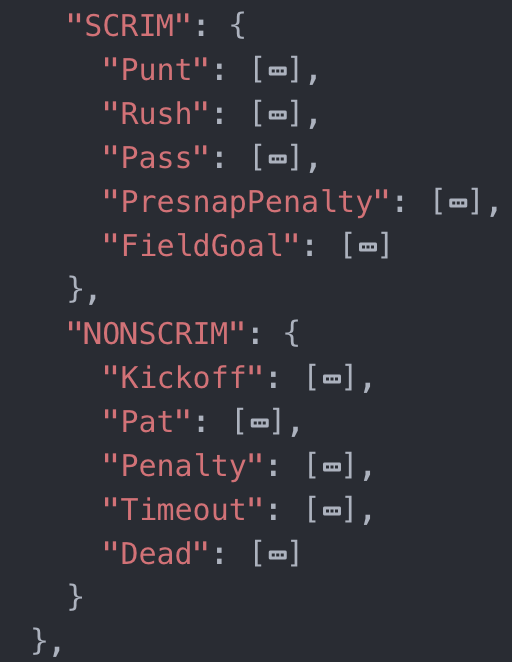 "SCRIM": {
"Punt": […],
"Rush": […],
"Pass": […],
"PresnapPenalty": […],
"FieldGoal": […]
},
"NONSCRIM": {
"Kickoff": […],
"Pat": […],
"Penalty": […],
"Timeout": […],
"Dead": […]
}
},